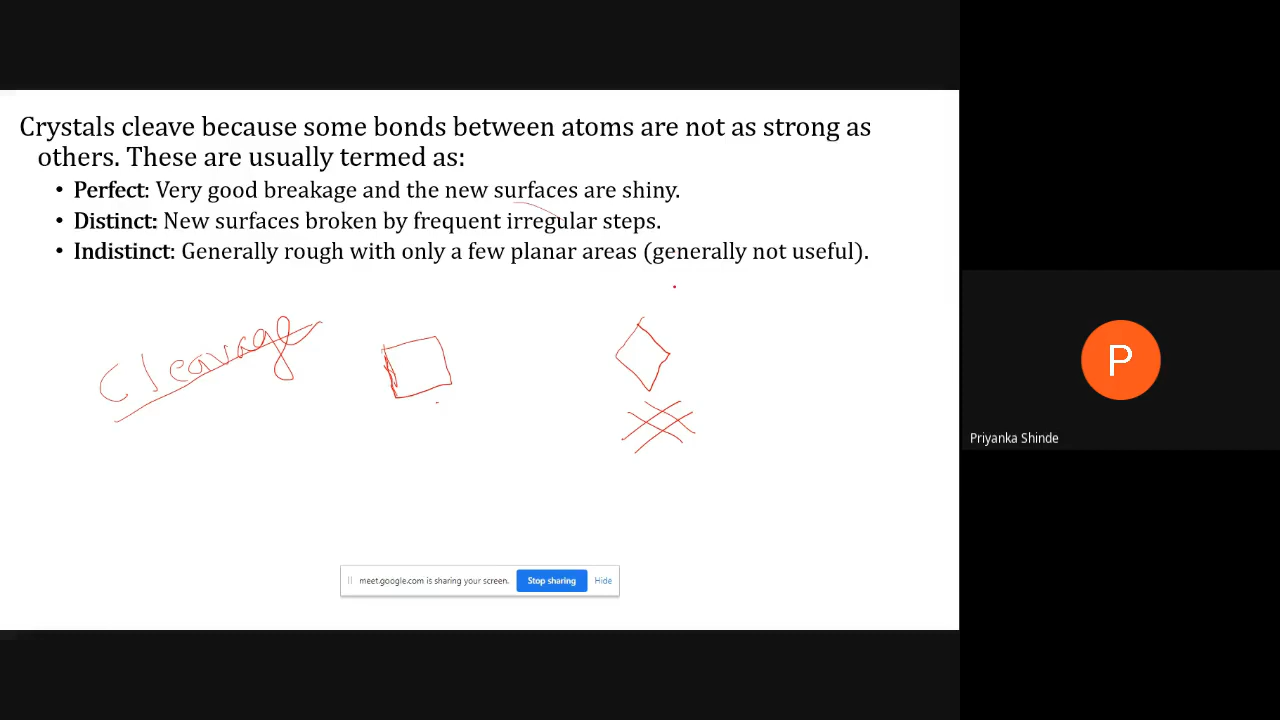 Crystals cleave because some bonds between atoms are not as strong as
others. These are usually termed as:
• Perfect: Very good breakage and the new surfaces are shiny.
• Distinct: New surfaces broken by frequent irregular steps.
• Indistinct: Generally rough with only a few planar areas (generally not useful).
Cleavage
P
Priyanka Shinde
meet.google.com is sharing your screen. Stop sharing Hide